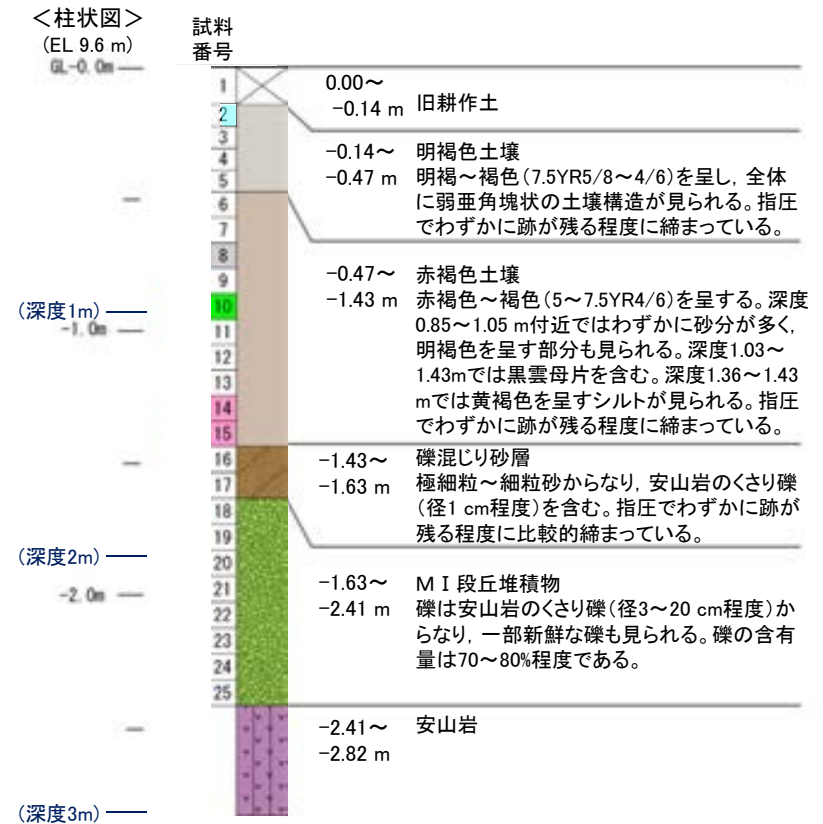 ＜柱状図＞
(EL 9.6 m)
試料
番号
GL-0.0m
1
2
3
4
5
6
7
8
9
10
11
12
13
14
15
16
17
18
19
20
21
22
23
24
25
（深度1m）
-1.0m
（深度2m）
-2.0m
（深度3m）
0.00～
-0.14 m
旧耕作土
-0.14～
-0.47 m
明褐色土壌
明褐～褐色（7.5YR5/8～4/6）を呈し，全体
に弱亜角塊状の土壌構造が見られる。指圧
でわずかに跡が残る程度に締まっている。
-0.47～
-1.43 m
赤褐色土壌
赤褐色～褐色（5～7.5YR4/6）を呈する。深度
0.85～1.05 m付近ではわずかに砂分が多く，
明褐色を呈す部分も見られる。深度1.03～
1.43mでは黒雲母片を含む。深度1.36～1.43
mでは黄褐色を呈すシルトが見られる。指圧
でわずかに跡が残る程度に締まっている。
-1.43～
-1.63 m
礫混じり砂層
極細粒～細粒砂からなり，安山岩のくさり礫
（径1 cm程度）を含む。指圧でわずかに跡が
残る程度に比較的締まっている。
-1.63～
-2.41 m
ＭⅠ段丘堆積物
礫は安山岩のくさり礫（径3～20 cm程度）か
らなり，一部新鮮な礫も見られる。礫の含有
量は70～80%程度である。
-2.41～
-2.82 m
安山岩